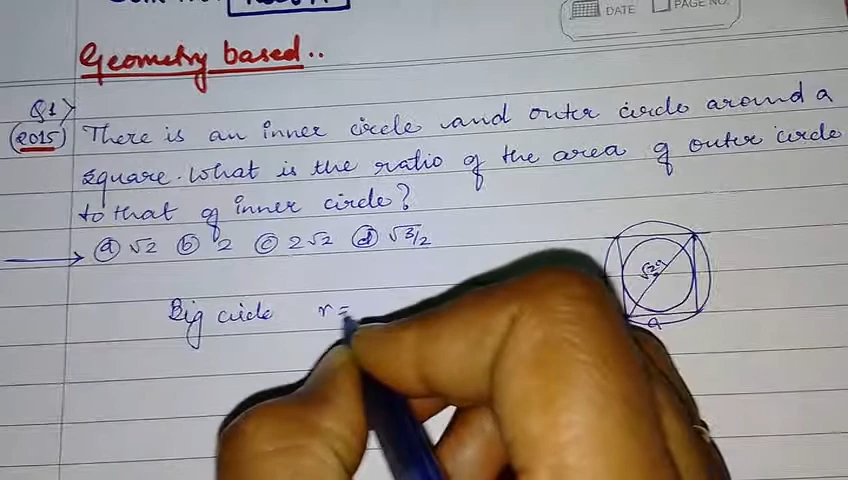 DATE
PAGE NO.
Geometry based..
Q1>
(2015) There is an inner circle and outer circle around a
square. What is the ratio of the area of outer circle
to that of inner circle?
(a) √2 (b) 2 (c) 2√2 (d) √3/2
√2a
a
Big circle r=